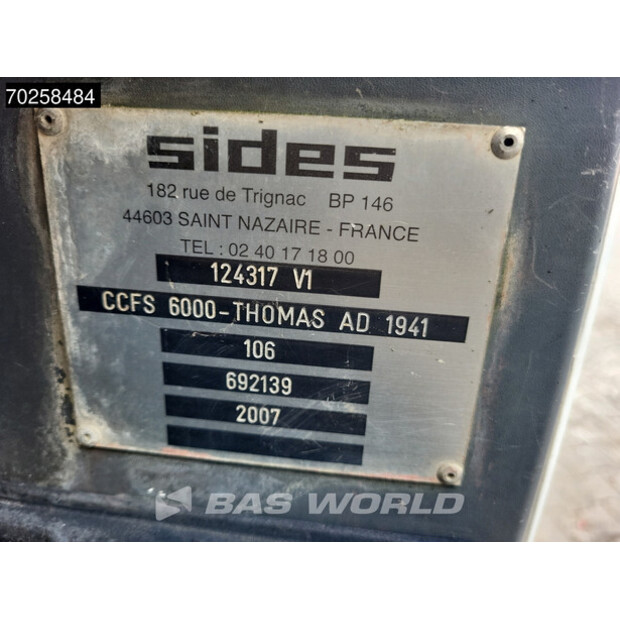 70258484
sides
182 rue de Trignac BP 146
44603 SAINT NAZAIRE - FRANCE
TEL : 02 40 17 18 00
124317 V1
CCFS 6000-THOMAS AD 1941
106
692139
2007
BAS WORLD